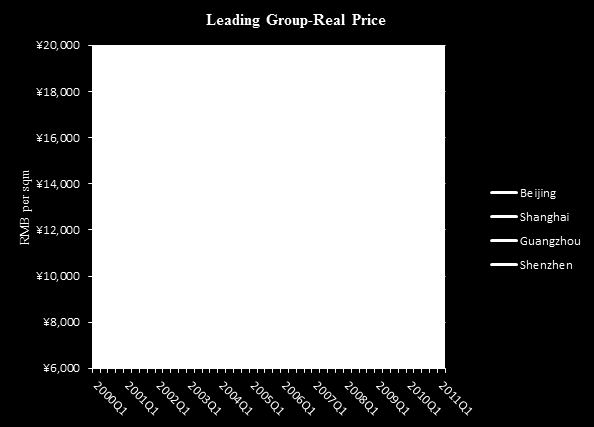 Leading Group-Real Price
¥20,000
¥18,000
¥16,000
¥14,000
¥12,000
¥10,000
¥8,000
¥6,000
RMB per sqm
2000Q1
2001Q1
2002Q1
2003Q1
2004Q1
2005Q1
2006Q1
2007Q1
2008Q1
2009Q1
2010Q1
2011Q1
Beijing
Shanghai
Guangzhou
Shenzhen